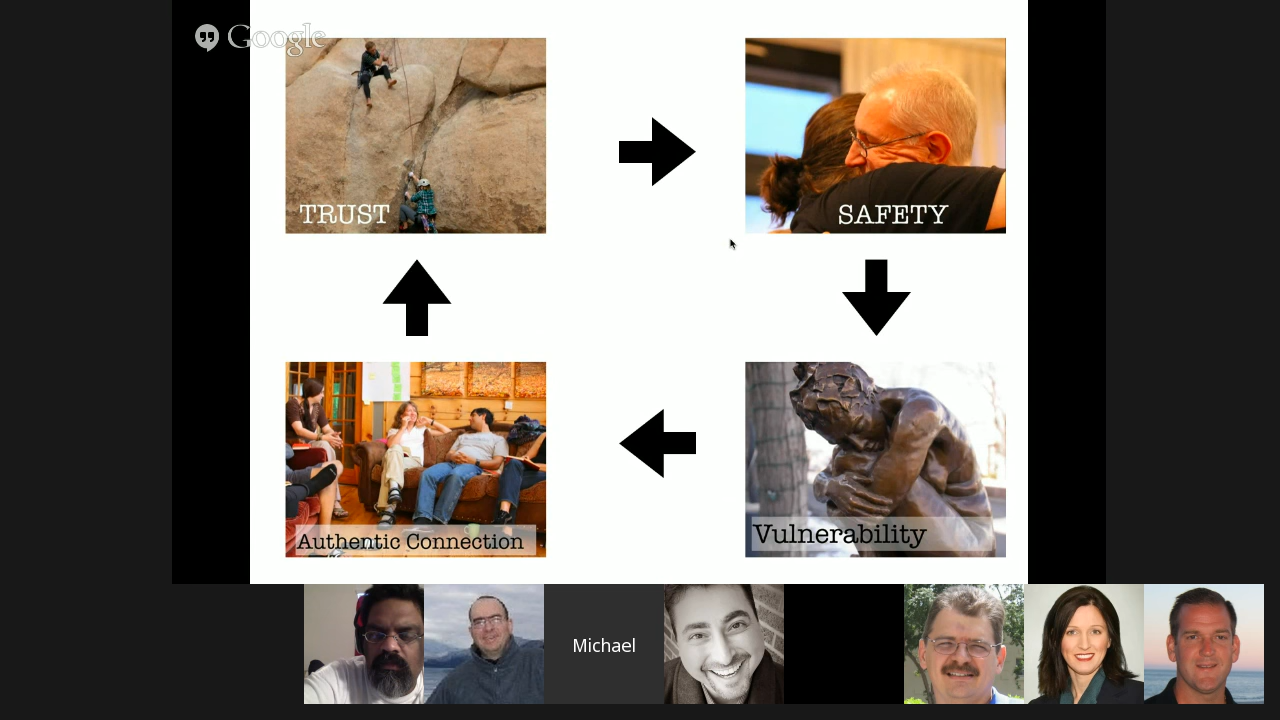 Google
TRUST
SAFETY
Authentic Connection
Vulnerability
Michael